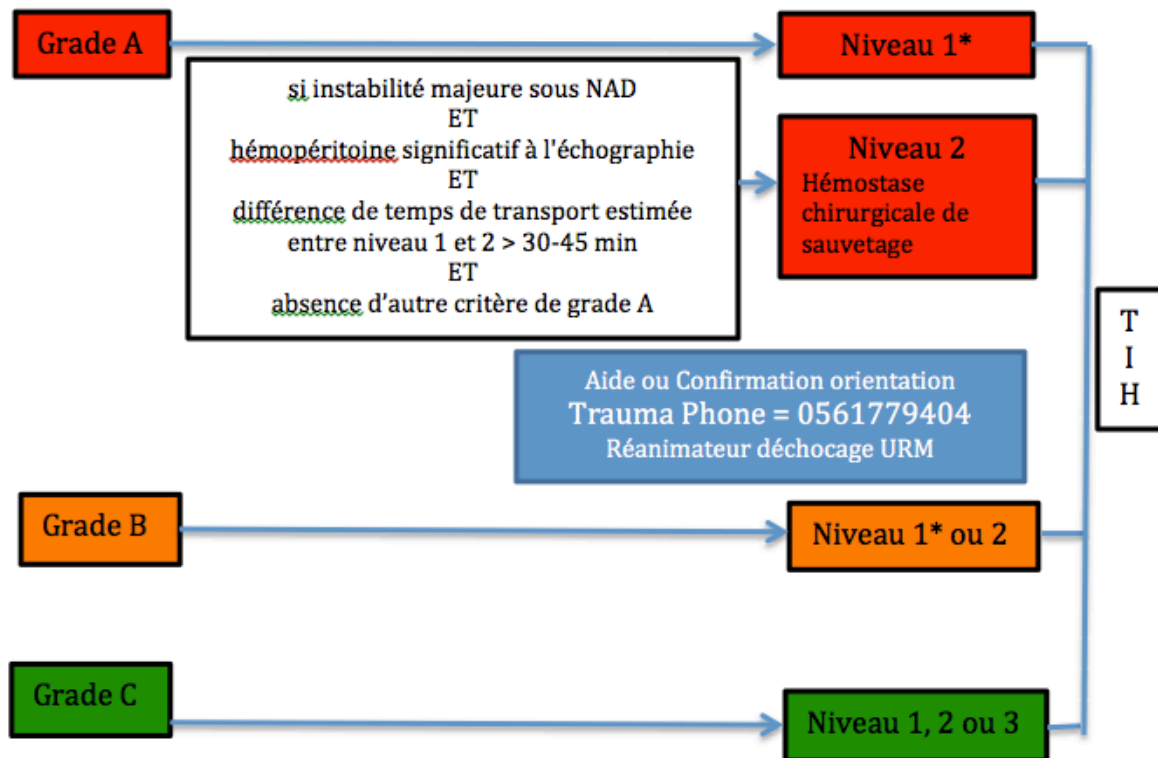 Grade A
Niveau 1*
si instabilité majeure sous NAD
ET
hémopéritoine significatif à l'échographie
ET
différence de temps de transport estimée
entre niveau 1 et 2 > 30-45 min
ET
absence d'autre critère de grade A
Niveau 2
Hémostase
chirurgicale de
sauvetage
T
I
H
Aide ou Confirmation orientation
Trauma Phone = 0561779404
Réanimateur déchocage URM
Grade B
Niveau 1* ou 2
Grade C
Niveau 1, 2 ou 3